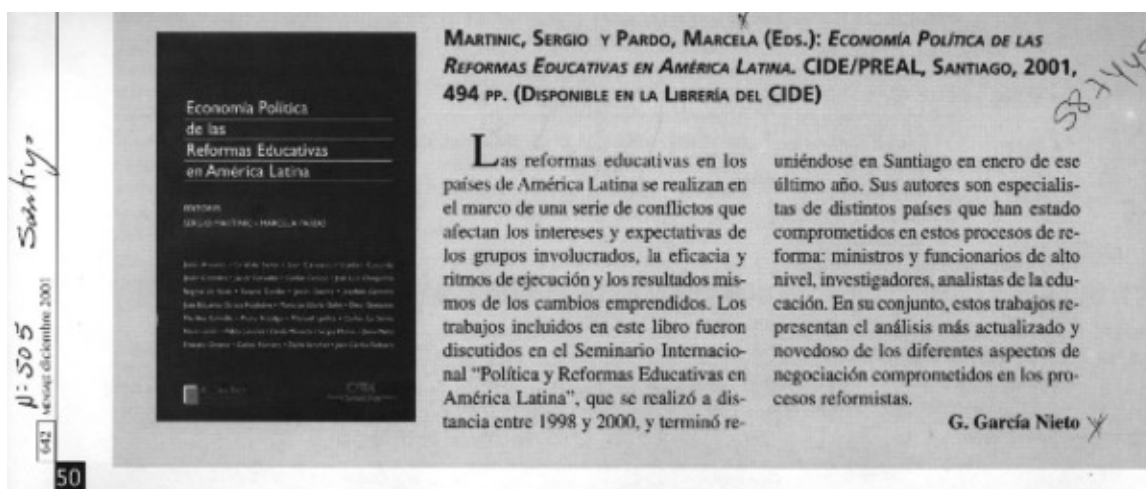 MARTINIC, SERGIO Y PARDO, MARCELA (EDS.): ECONOMÍA POLÍTICA DE LAS
REFORMAS EDUCATIVAS EN AMÉRICA LATINA. CIDE/PREAL, SANTIAGO, 2001,
494 PP. (DISPONIBLE EN LA LIBRERÍA DEL CIDE)
587449
Economía Política
de las
Reformas Educativas
en América Latina
EDITORES
SERGIO MARTINIC • MARCELA PARDO
Las reformas educativas en los
países de América Latina se realizan en
el marco de una serie de conflictos que
afectan los intereses y expectativas de
los grupos involucrados, la eficacia y
ritmos de ejecución y los resultados mis-
mos de los cambios emprendidos. Los
trabajos incluidos en este libro fueron
discutidos en el Seminario Internacio-
nal "Política y Reformas Educativas en
América Latina", que se realizó a dis-
tancia entre 1998 y 2000, y terminó re-
uniéndose en Santiago en enero de ese
último año. Sus autores son especialis-
tas de distintos países que han estado
comprometidos en estos procesos de re-
forma: ministros y funcionarios de alto
nivel, investigadores, analistas de la edu-
cación. En su conjunto, estos trabajos re-
presentan el análisis más actualizado y
novedoso de los diferentes aspectos de
negociación comprometidos en los pro-
cesos reformistas.
G. García Nieto
N: 505 Santiago
642 MENSAJE diciembre 2001
50